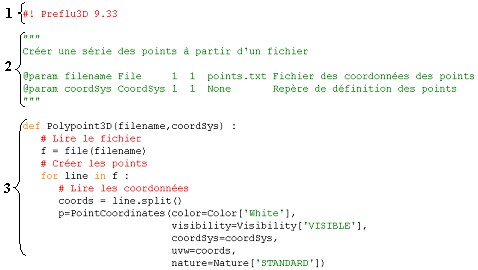 1 #! Preflu3D 9.33
"""
Créer une série des points à partir d'un fichier
2
@param filename File 1 1 points.txt Fichier des coordonnées des points
@param coordSys CoordSys 1 1 None Repère de définition des points
"""
def Polypoint3D(filename,coordSys) :
# Lire le fichier
f = file(filename)
# Créer les points
for line in f :
3 # Lire les coordonnées
coords = line.split()
p=PointCoordinates(color=Color['White'],
visibility=Visibility['VISIBLE'],
coordSys=coordSys,
uvw=coords,
nature=Nature['STANDARD'])